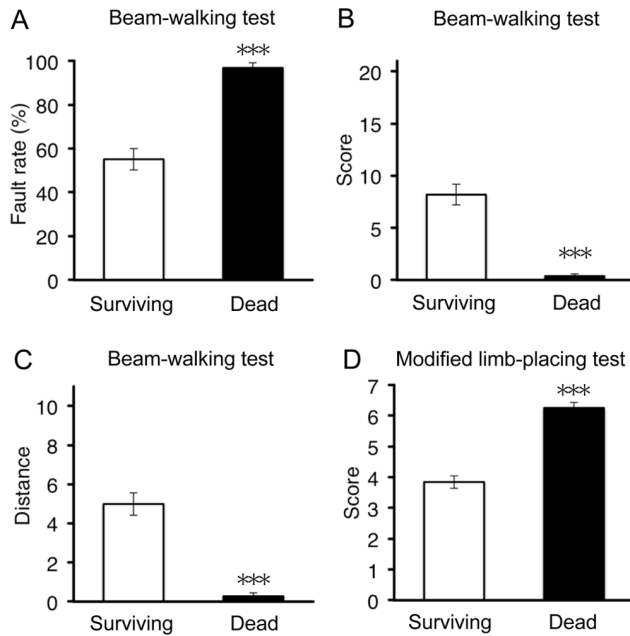 A
Beam-walking test
Fault rate (%)
100
80
60
40
20
0
***
Surviving
Dead
B
Beam-walking test
Score
20
15
10
5
0
***
Surviving
Dead
C
Beam-walking test
Distance
10
8
6
4
2
0
***
Surviving
Dead
D
Modified limb-placing test
Score
7
6
5
4
3
2
1
0
***
Surviving
Dead